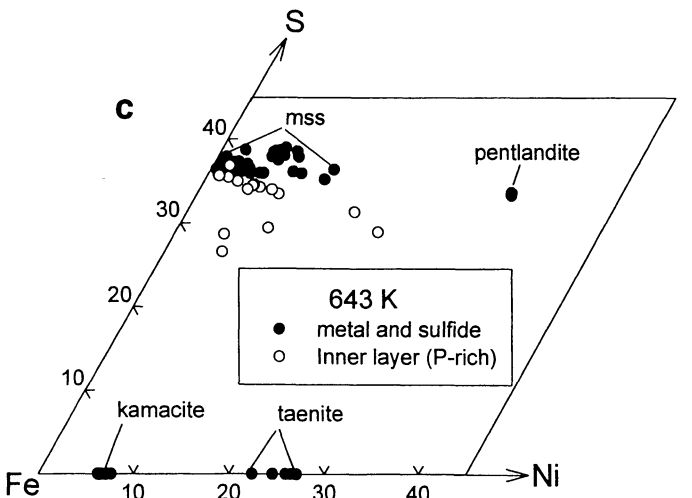 S
c
40
mss
pentlandite
30
643 K
metal and sulfide
Inner layer (P-rich)
20
10
kamacite
taenite
Fe
Ni
10
20
30
40